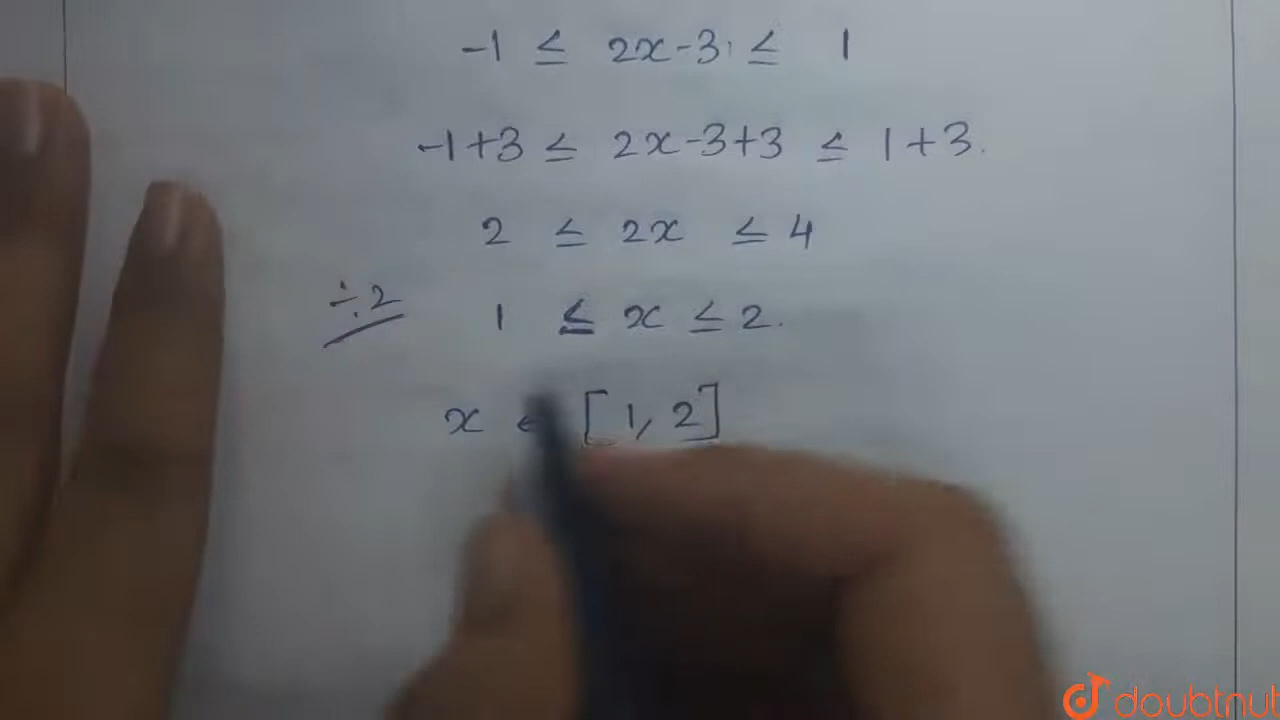 -1 ≤ 2x-3 ≤ 1
-1+3 ≤ 2x-3+3 ≤ 1+3.
2 ≤ 2x ≤ 4
÷2 1 ≤ x ≤ 2.
x ∈ [1, 2]
doubtnut